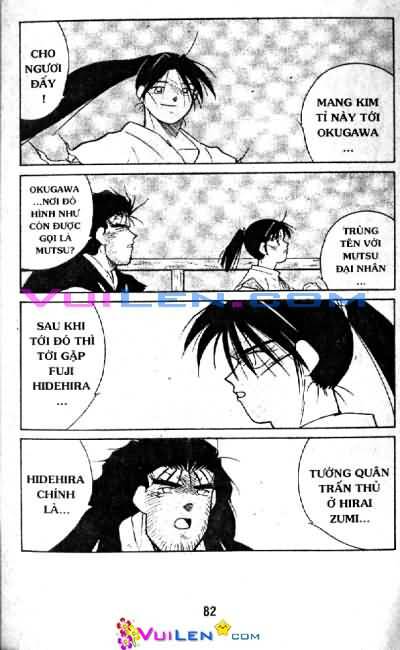 CHO
NGƯƠI
ĐẤY
!
MANG KIM
TỈ NÀY TỚI
OKUGAWA
...
OKUGAWA
...NƠI ĐÓ
HÌNH NHƯ
CÒN ĐƯỢC
GỌI LÀ
MUTSU?
TRÙNG
TÊN VỚI
MUTSU
ĐẠI NHÂN
...
VUILEN.COM
SAU KHI
TỚI ĐÓ THÌ
TỚI GẶP
FUJI
HIDEHIRA
...
HIDEHIRA
CHÍNH
LÀ...
TƯỚNG QUÂN
TRẤN THỦ
Ở HIRAI
ZUMI...
82
VUILEN.COM